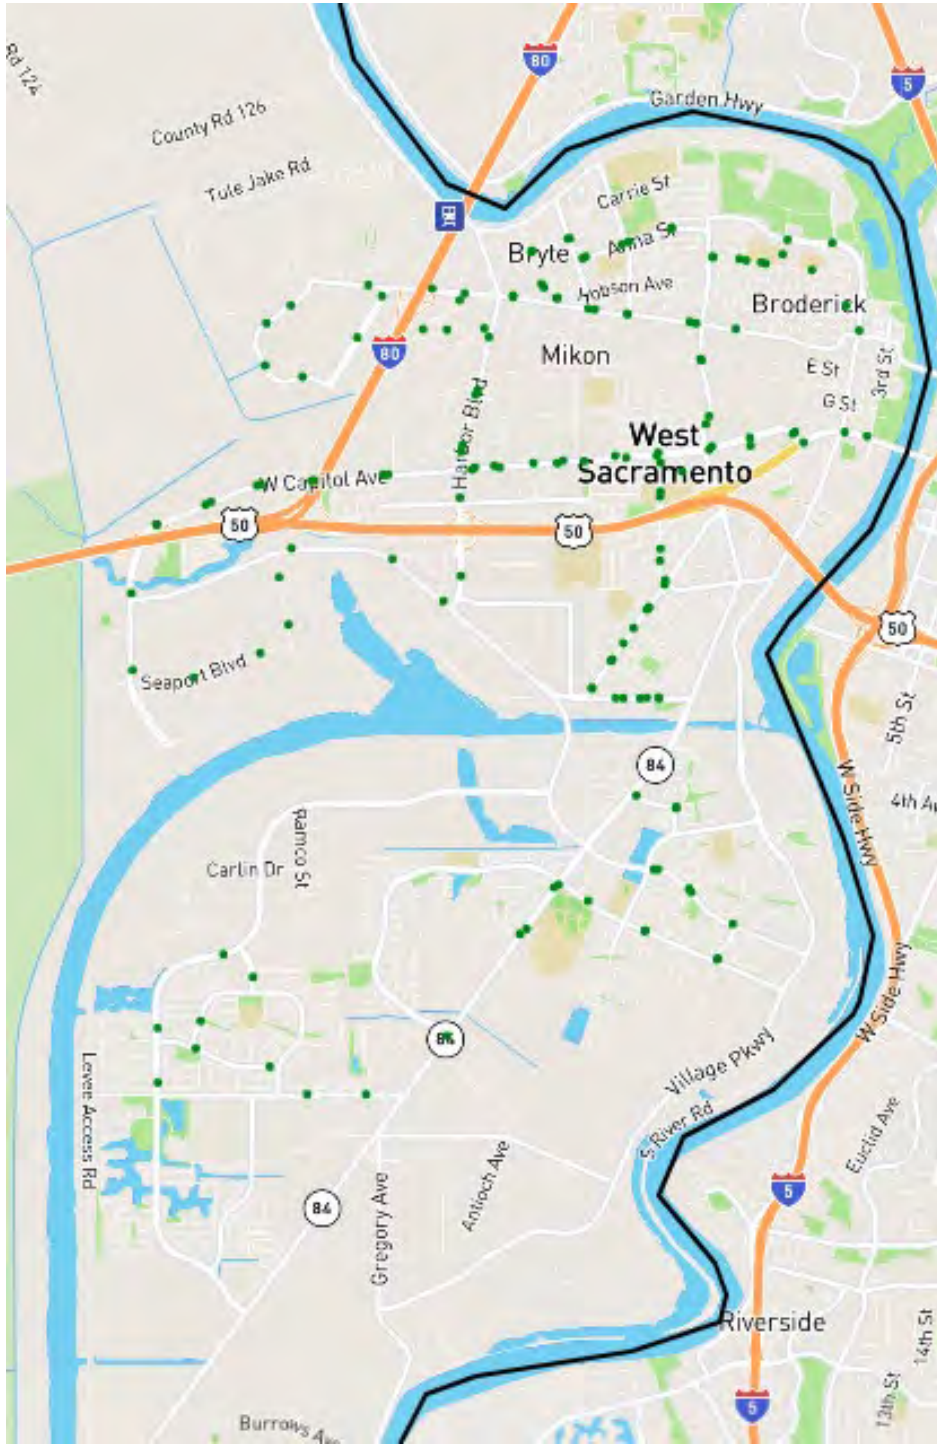 Rd 124
80
5
Garden Hwy
County Rd 126
Tule Jake Rd
Carrie St
Bryte
Anna St
Hobson Ave
Broderick
80
Mikon
E St
3rd St
G St
Harbor Blvd
West
Sacramento
W Capitol Ave
50
50
50
Seaport Blvd
5th St
84
W Side Hwy
4th Av
Ramco St
Carlin Dr
W Side Hwy
84
Village Pkwy
Levee Access Rd
S River Rd
Euclid Ave
Antioch Ave
Gregory Ave
5
84
Riverside
14th St
13th St
5
Burrows Ave